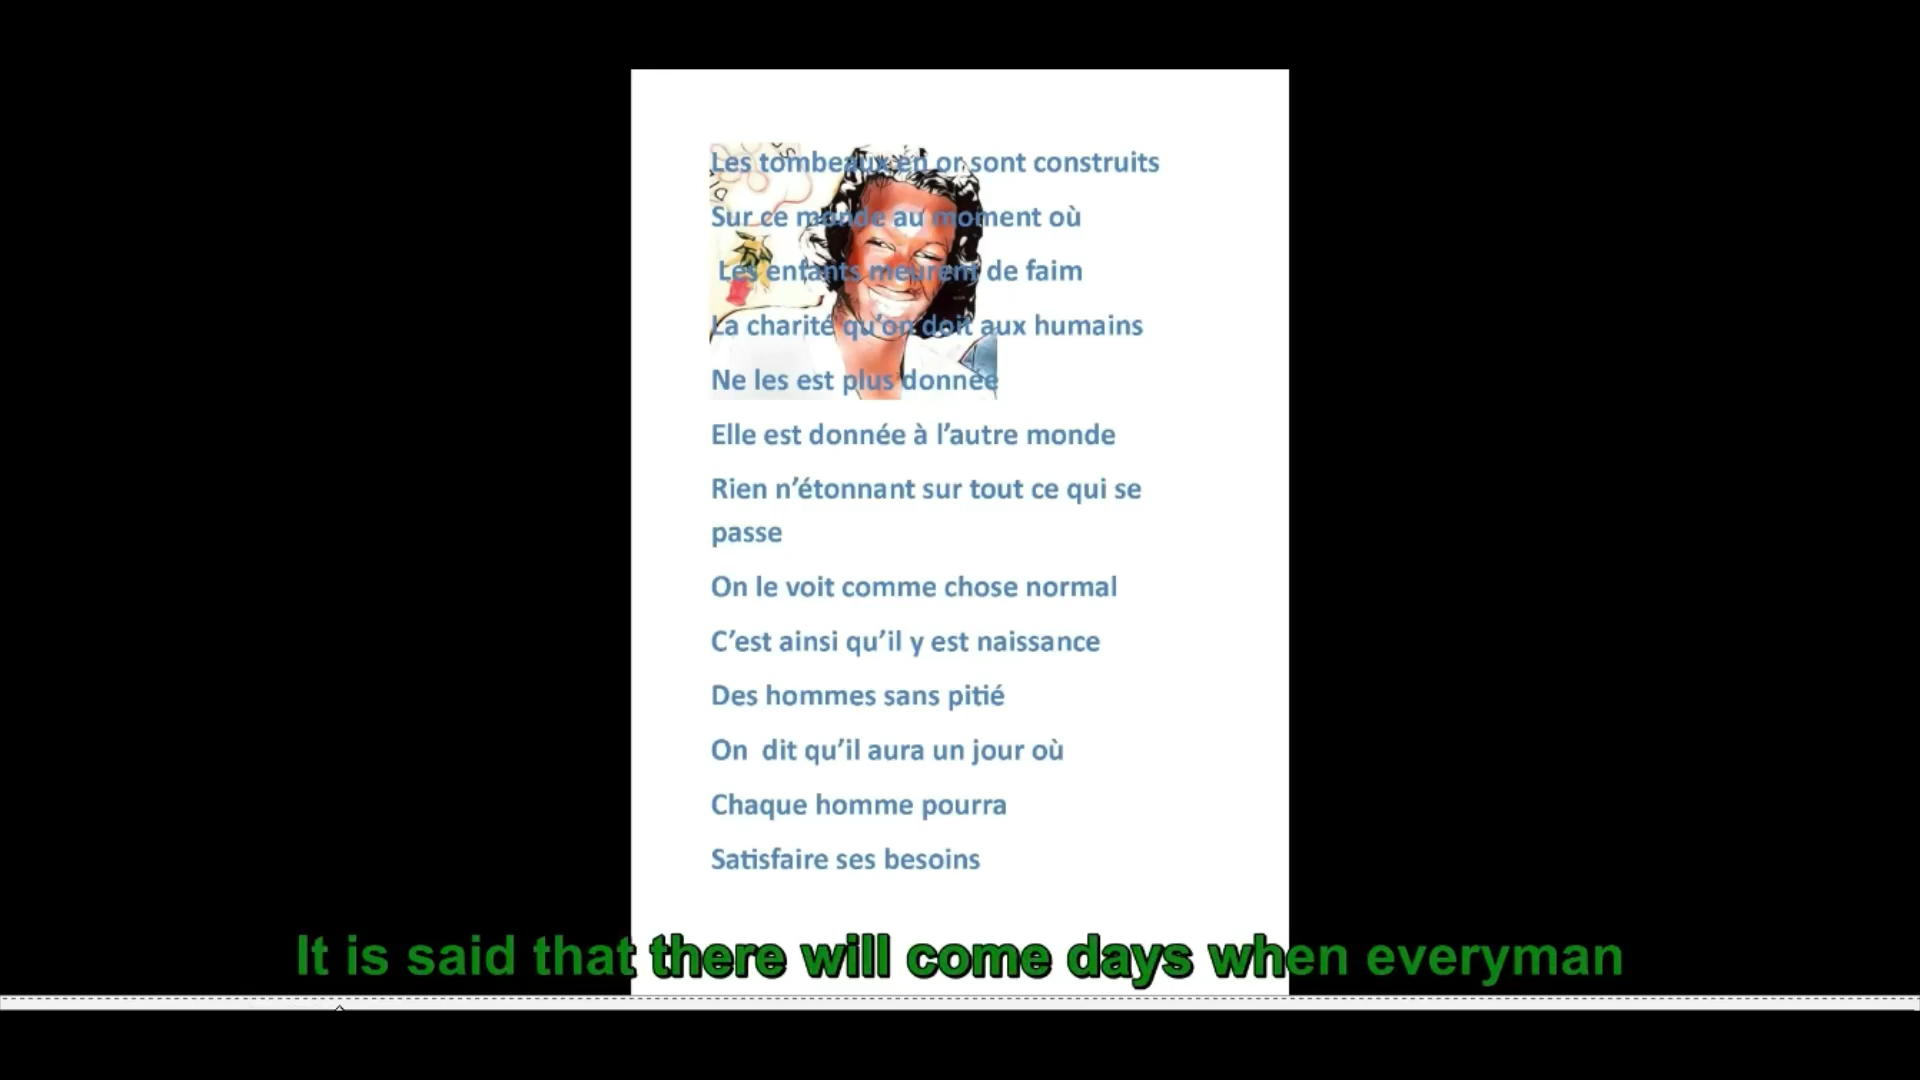 Les tombeaux en or sont construits
Sur ce monde au moment où
Les enfants meurent de faim
La charité qu’on doit aux humains
Ne les est plus donnée
Elle est donnée à l’autre monde
Rien n’étonnant sur tout ce qui se
passe
On le voit comme chose normal
C’est ainsi qu’il y est naissance
Des hommes sans pitié
On dit qu’il aura un jour où
Chaque homme pourra
Satisfaire ses besoins
It is said that there will come days when everyman